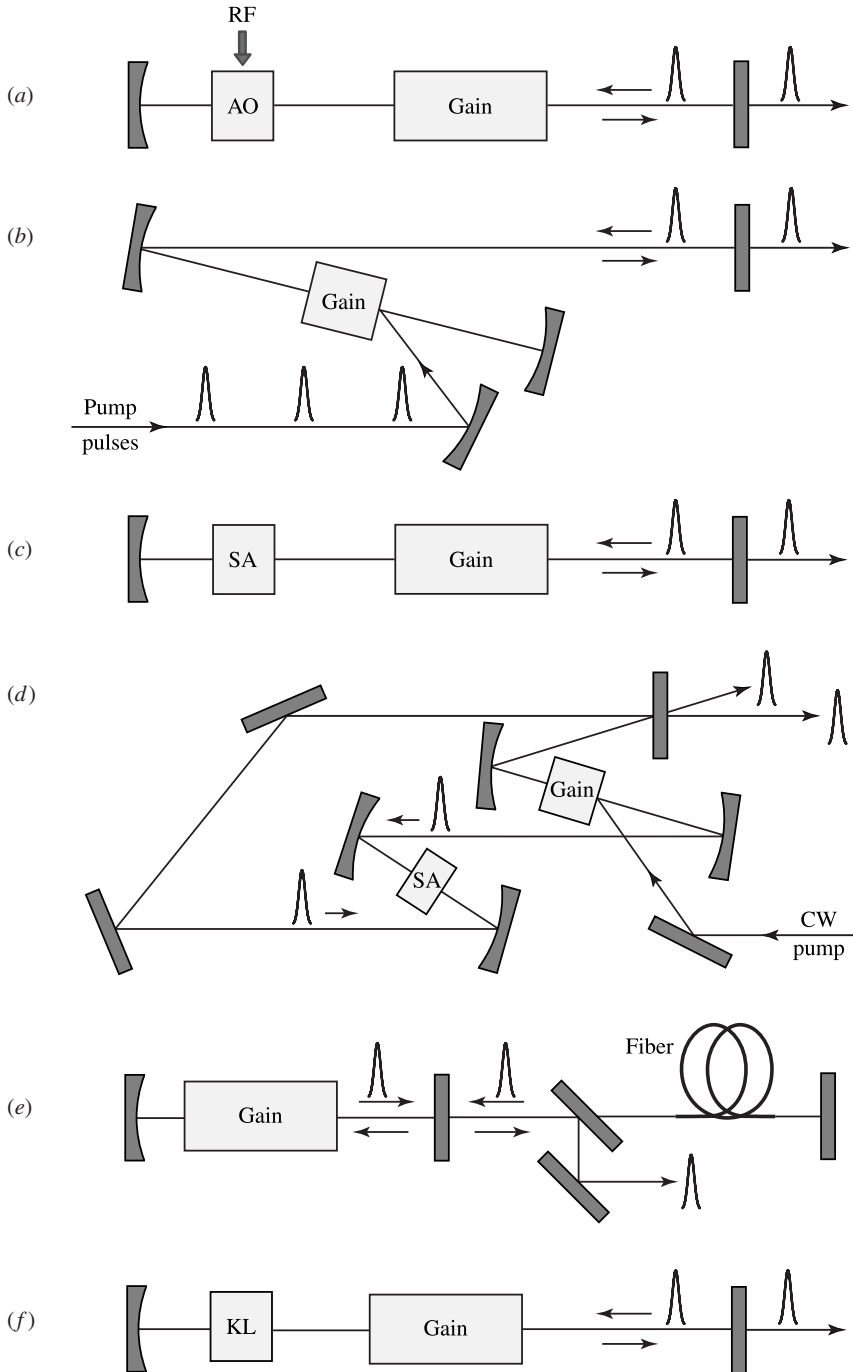 RF
(a)
AO
Gain
(b)
Gain
Pump
pulses
(c)
SA
Gain
(d)
Gain
SA
CW
pump
Fiber
(e)
Gain
(f)
KL
Gain